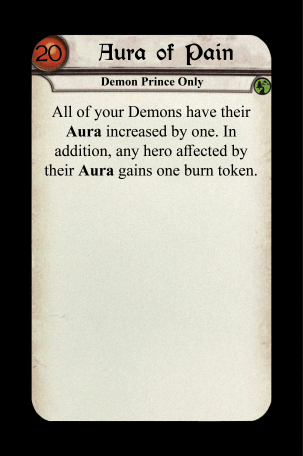 20
Aura of Pain
Demon Prince Only
All of your Demons have their
Aura increased by one. In
addition, any hero affected by
their Aura gains one burn token.